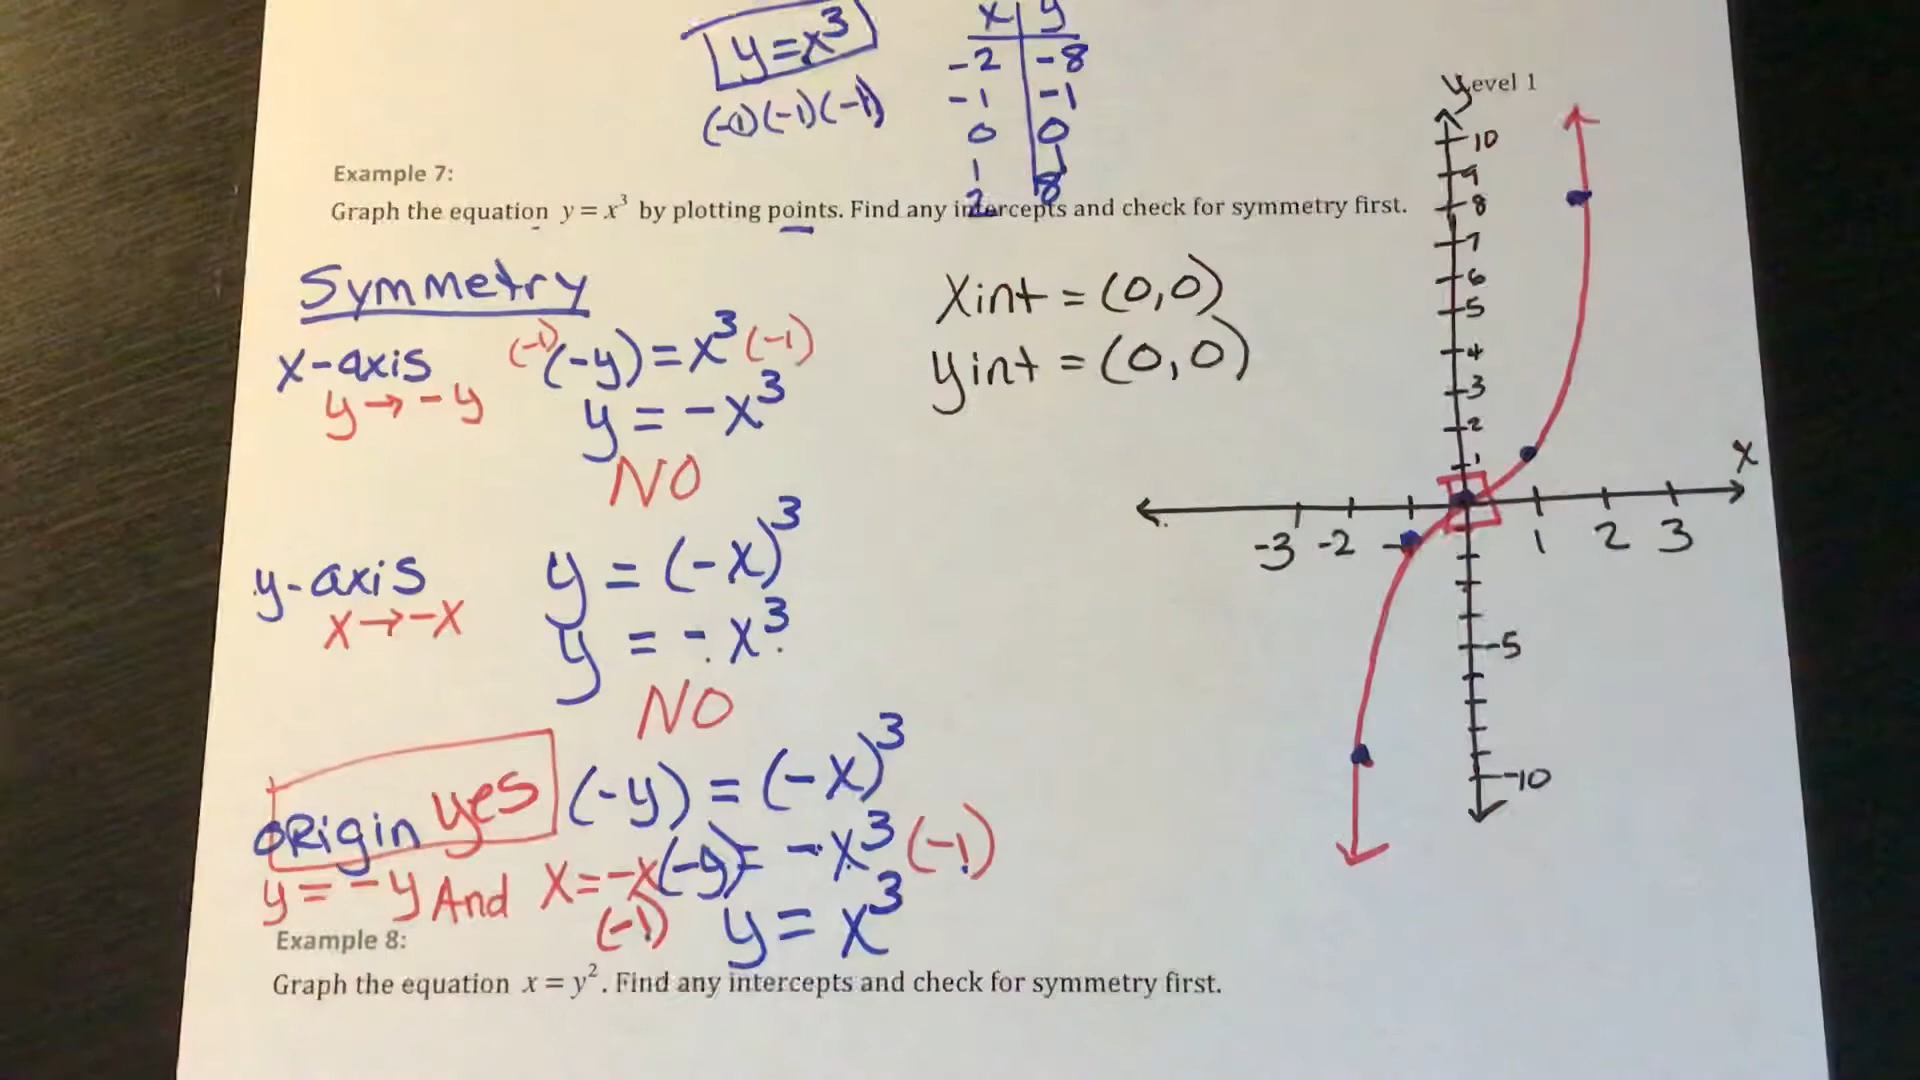 y=x³
(-1)(-1)(-1)
x y
-2 -8
-1 -1
0 0
1 1
2 8
yevel 1
Example 7:
Graph the equation y = x³ by plotting points. Find any intercepts and check for symmetry first.
Symmetry
x-axis (-1)(-y) = x³(-1)
y → -y y = -x³
NO
y-axis y = (-x)³
x → -x y = -x³
NO
ORigin yes (-y) = (-x)³
y = -y And x = -x (-y) = -x³(-1)
(-1) y = x³
Xint = (0,0)
yint = (0,0)
10
9
8
7
6
5
4
3
2
1
x
-3 -2 - 1 2 3
-5
-10
Example 8:
Graph the equation x = y². Find any intercepts and check for symmetry first.